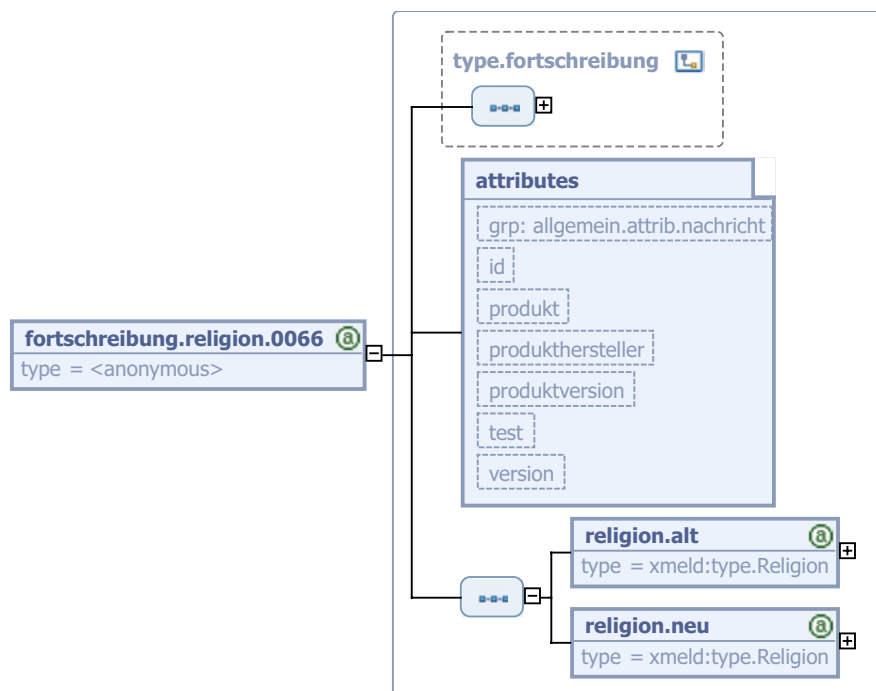 type.fortschreibung
attributes
grp: allgemein.attrib.nachricht
id
produkt
produkthersteller
produktversion
test
version
fortschreibung.religion.0066
type = <anonymous>
religion.alt
type = xmeld:type.Religion
religion.neu
type = xmeld:type.Religion